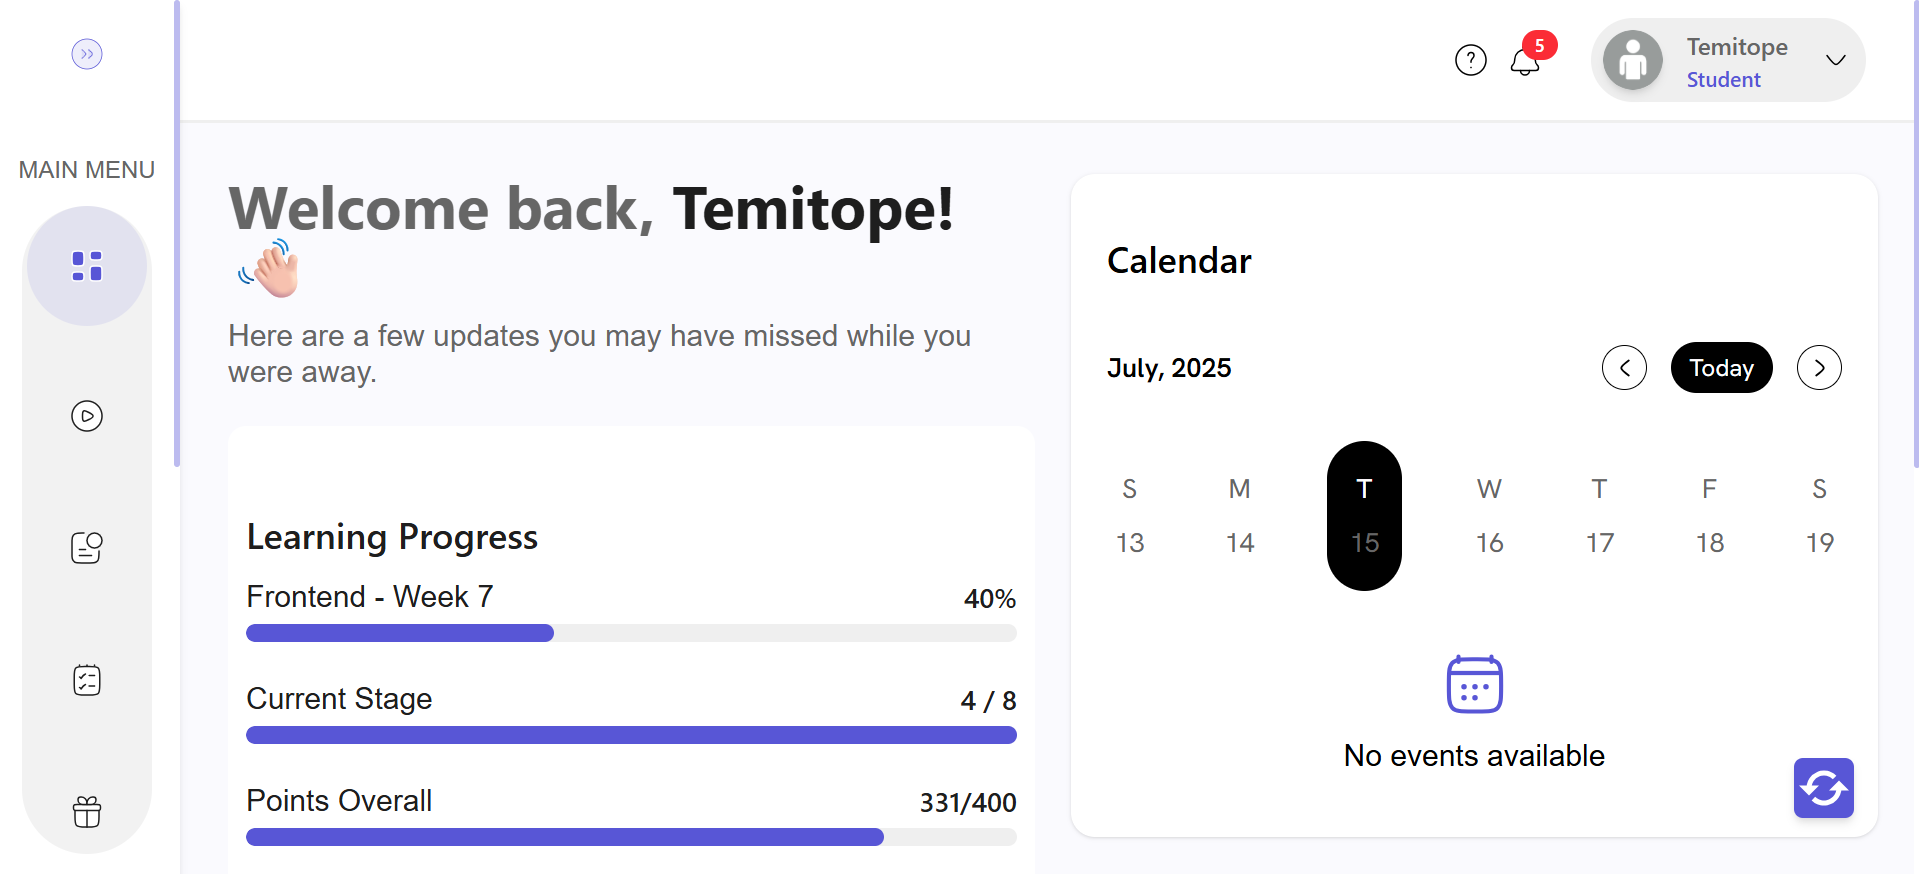 MAIN MENU
5
Temitope
Student
Welcome back, Temitope!
Here are a few updates you may have missed while you
were away.
Learning Progress
Frontend - Week 7 40%
Current Stage 4 / 8
Points Overall 331/400
Calendar
July, 2025 Today
S M T W T F S
13 14 15 16 17 18 19
No events available